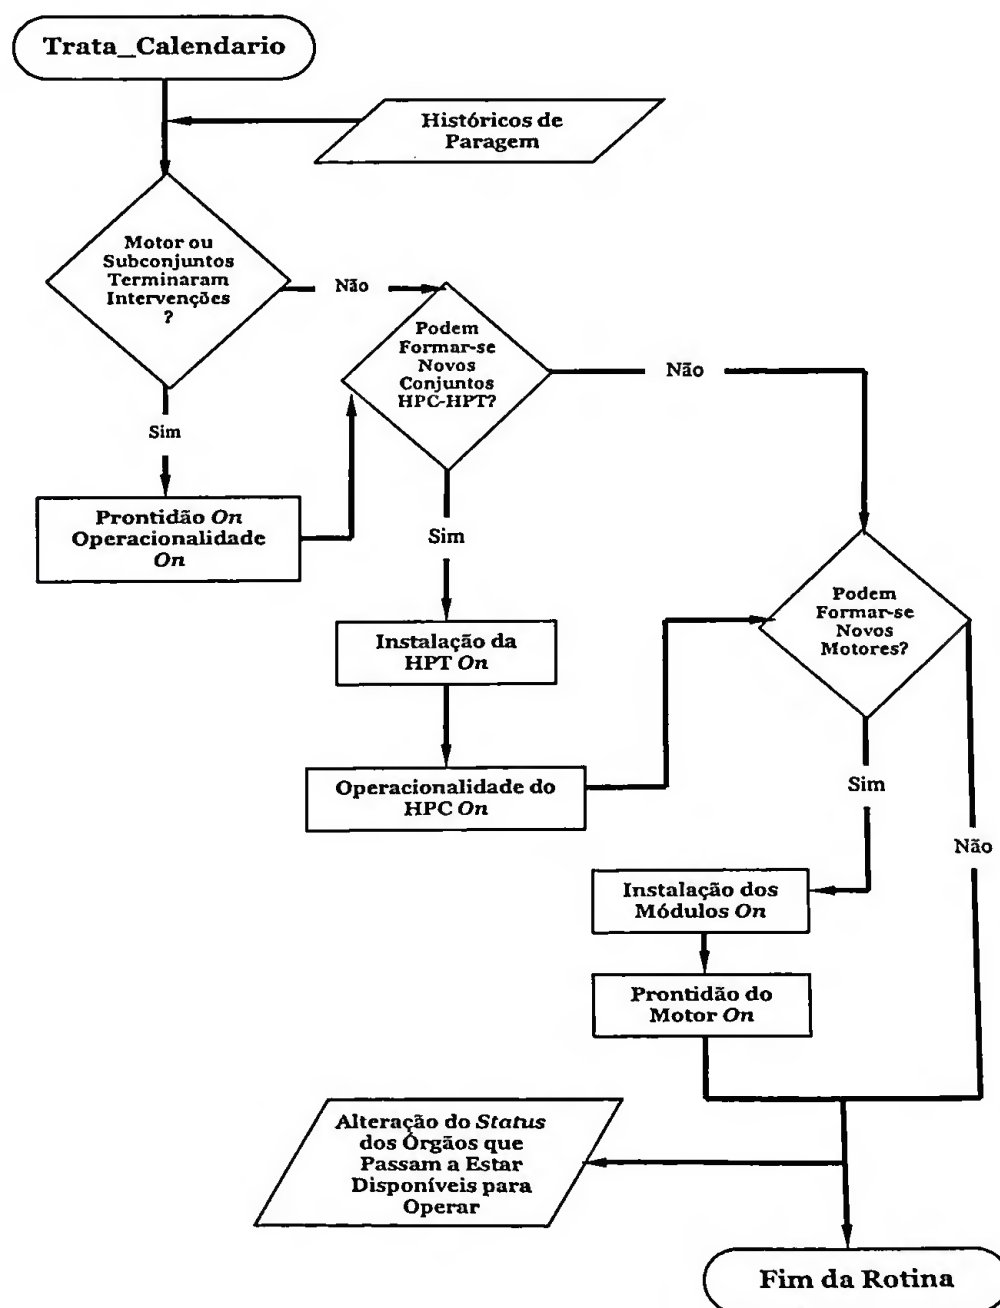 Trata_Calendario
Históricos de
Paragem
Motor ou
Subconjuntos
Terminaram
Intervenções
?
Não
Podem
Formar-se
Novos
Conjuntos
HPC-HPT?
Não
Sim
Prontidão On
Operacionalidade
On
Sim
Podem
Formar-se
Novos
Motores?
Instalação da
HPT On
Operacionalidade do
HPC On
Sim
Não
Instalação dos
Módulos On
Prontidão do
Motor On
Alteração do Status
dos Órgãos que
Passam a Estar
Disponíveis para
Operar
Fim da Rotina